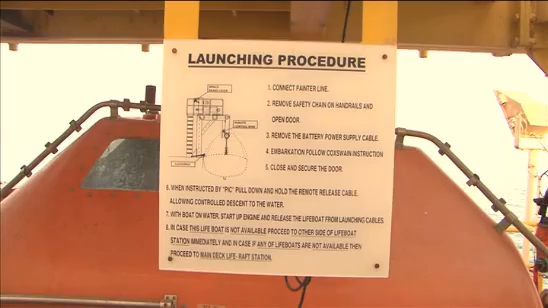 LAUNCHING PROCEDURE
1. CONNECT PAINTER LINE.
2. REMOVE SAFETY CHAIN ON HANDRAILS AND
OPEN DOOR.
3. REMOVE THE BATTERY POWER SUPPLY CABLE.
4. EMBARKATION FOLLOW COXSWAIN INSTRUCTION
5. CLOSE AND SECURE THE DOOR.
6. WHEN INSTRUCTED BY "PIC" PULL DOWN AND HOLD THE REMOTE RELEASE CABLE.
ALLOWING CONTROLLED DESCENT TO THE WATER.
7. WITH BOAT ON WATER, START UP ENGINE AND RELEASE THE LIFEBOAT FROM LAUNCHING CABLES.
8. IN CASE THIS LIFE BOAT IS NOT AVAILABLE PROCEED TO OTHER SIDE OF LIFEBOAT
STATION IMMEDIATELY AND IN CASE IF ANY OF LIFEBOATS ARE NOT AVAILABLE THEN
PROCEED TO MAIN DECK LIFE- RAFT STATION.